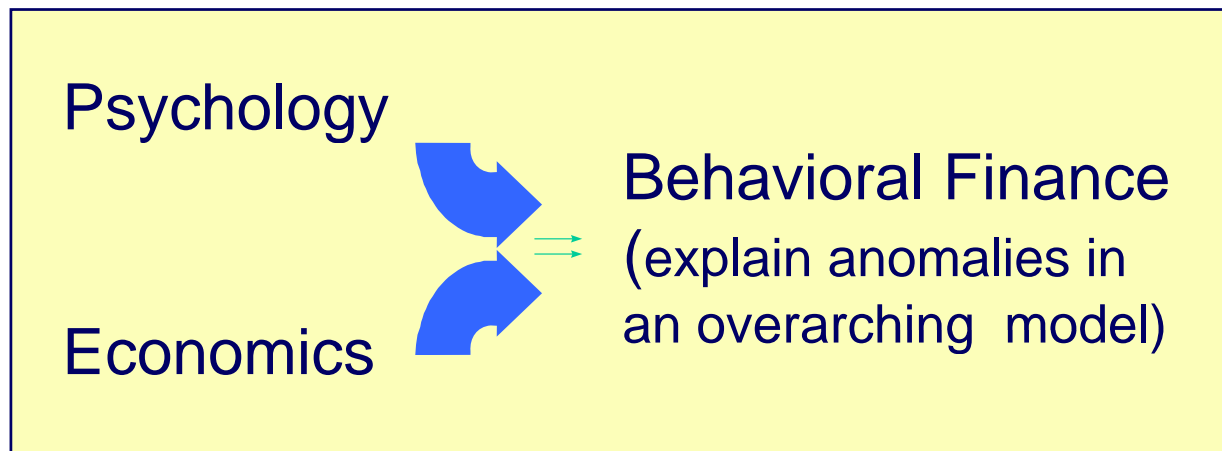 Psychology
Economics
Behavioral Finance
(explain anomalies in
an overarching model)